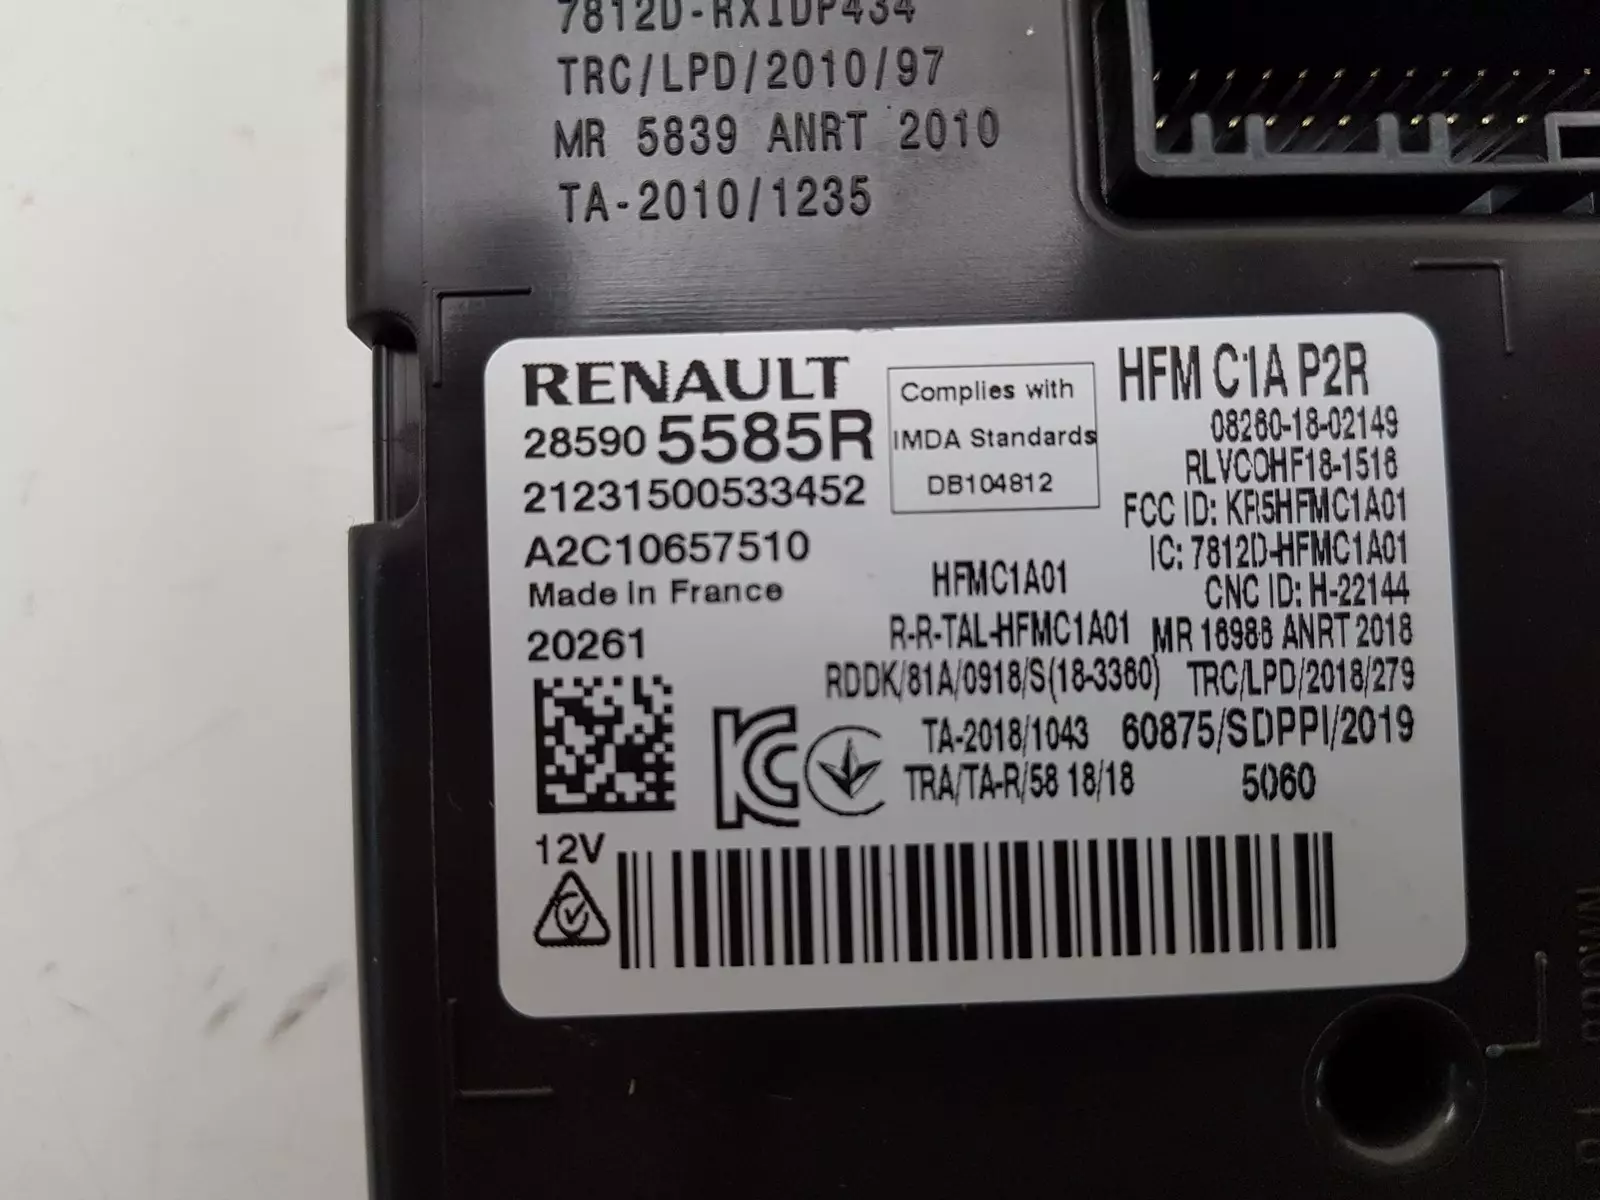 7812D-RXIDP434
TRC/LPD/2010/97
MR 5839 ANRT 2010
TA-2010/1235
RENAULT
28590 5585R
21231500533452
A2C10657510
Made in France
20261
12V
Complies with
IMDA Standards
DB104812
HFM C1A P2R
08260-18-02149
RLVCOHF18-1516
FCC ID: KR5HFMC1A01
IC: 7812D-HFMC1A01
CNC ID: H-22144
HFMC1A01
R-R-TAL-HFMC1A01
MR 16986 ANRT 2018
RDDK/81A/0918/S(18-3360)
TRC/LPD/2018/279
TA-2018/1043
60875/SDPPI/2019
TRA/TA-R/58 18/18
5060